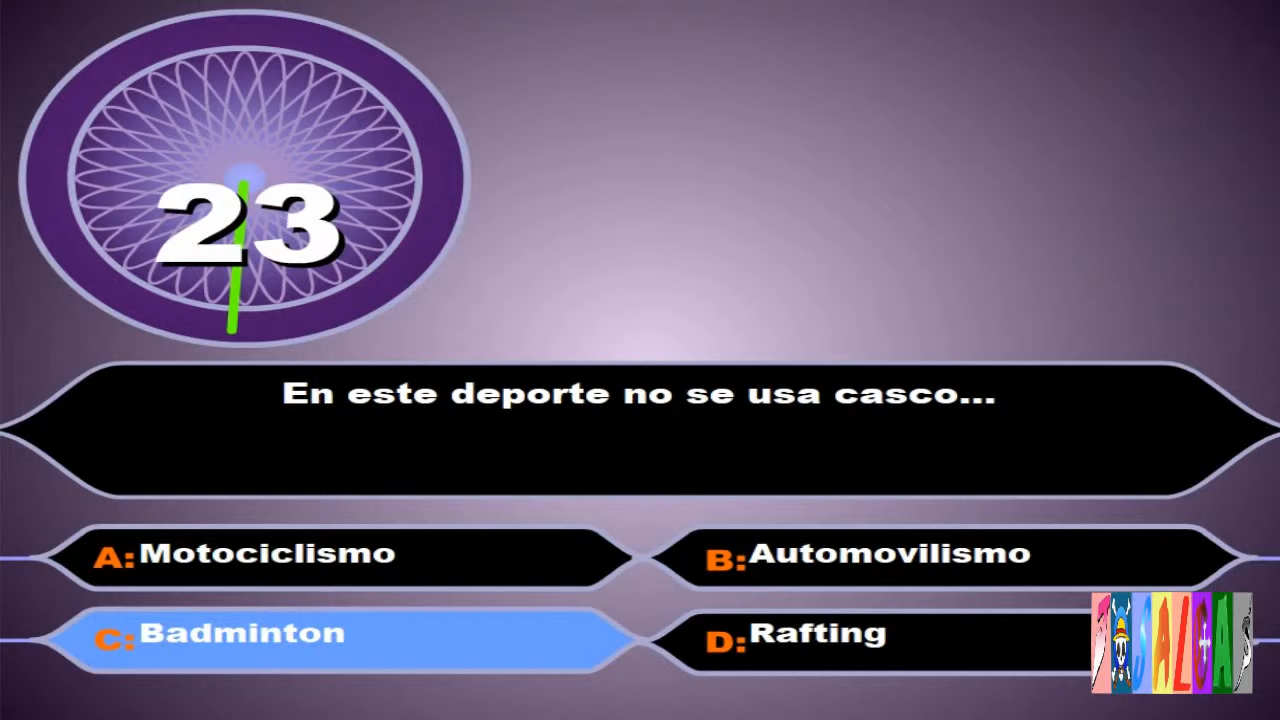 23
En este deporte no se usa casco...
A: Motociclismo
B: Automovilismo
C: Badminton
D: Rafting